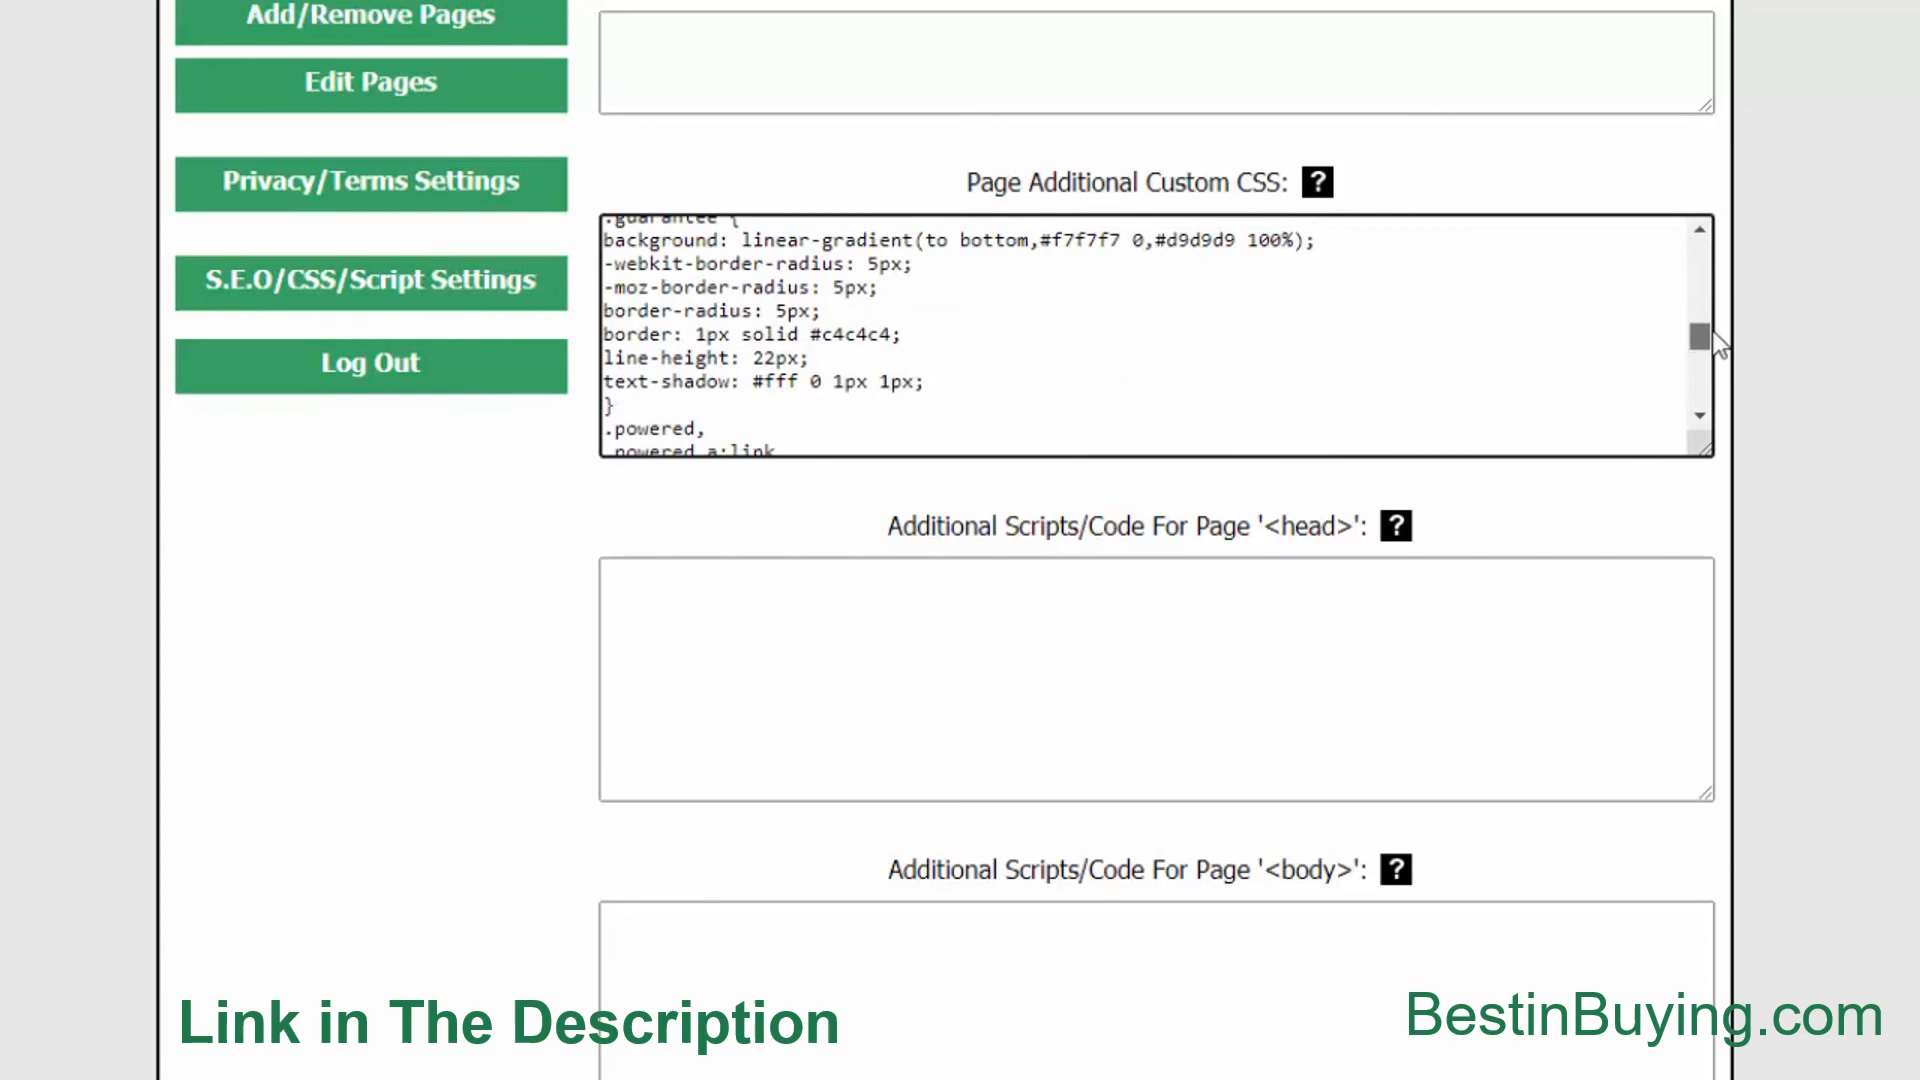 Add/Remove Pages
Edit Pages
Privacy/Terms Settings
S.E.O/CSS/Script Settings
Log Out
Page Additional Custom CSS: ?
.guarantee {
background: linear-gradient(to bottom,#f7f7f7 0,#d9d9d9 100%);
-webkit-border-radius: 5px;
-moz-border-radius: 5px;
border-radius: 5px;
border: 1px solid #c4c4c4;
line-height: 22px;
text-shadow: #fff 0 1px 1px;
}
.powered,
.powered a:link
Additional Scripts/Code For Page '<head>': ?
Additional Scripts/Code For Page '<body>': ?
Link in The Description
BestinBuying.com